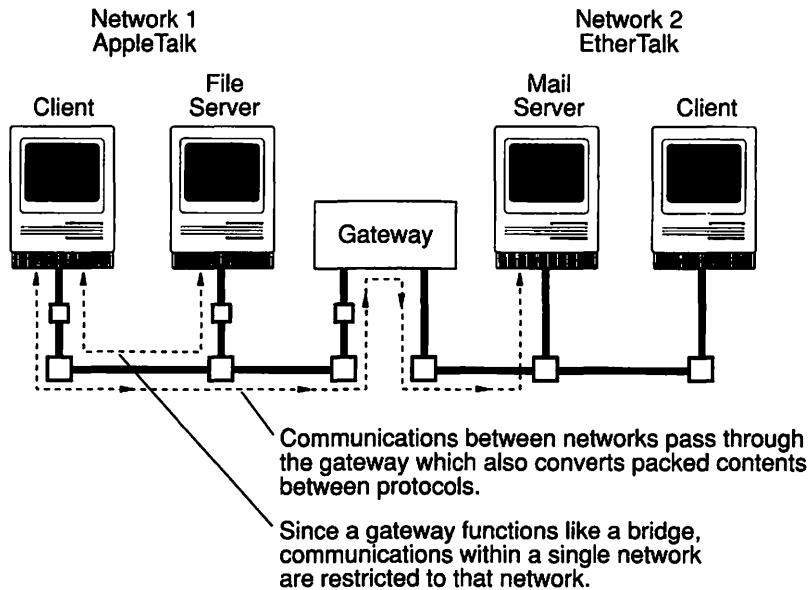 Network 1
AppleTalk
Network 2
EtherTalk
Client
File
Server
Mail
Server
Client
Gateway
Communications between networks pass through
the gateway which also converts packed contents
between protocols.
Since a gateway functions like a bridge,
communications within a single network
are restricted to that network.